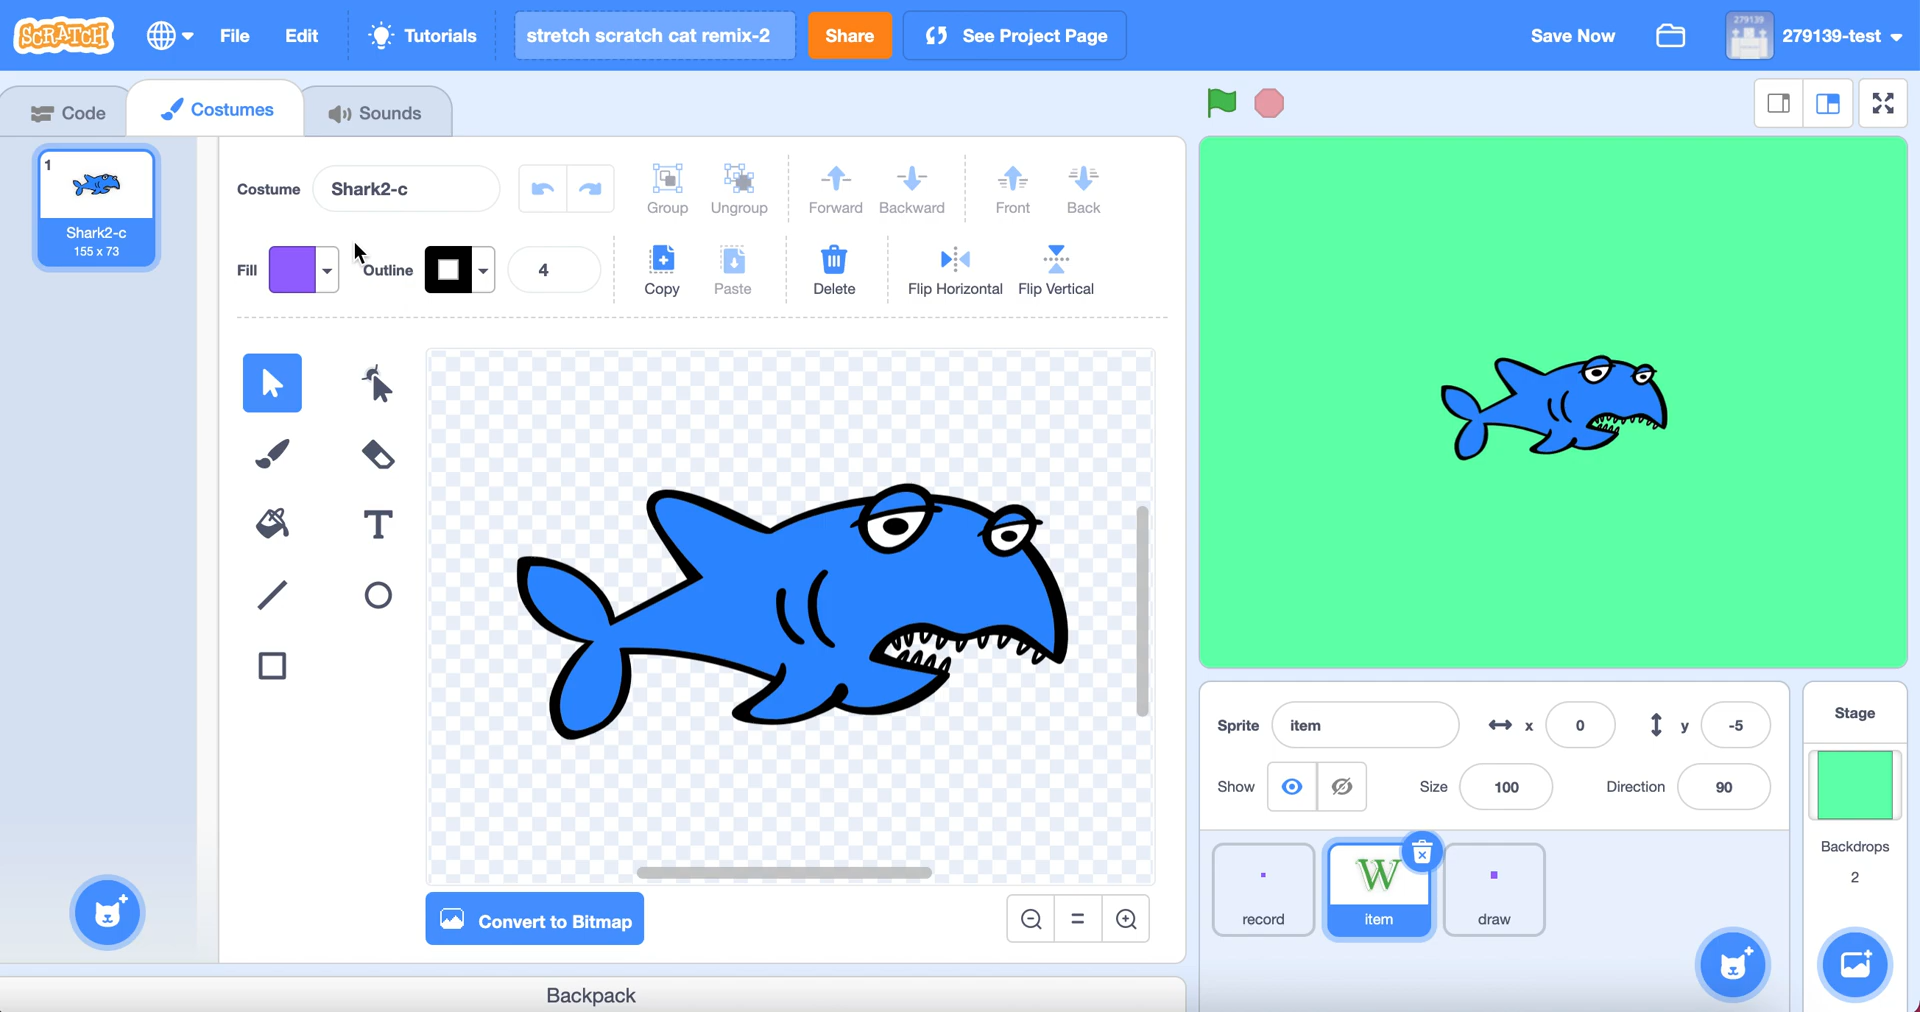 SCRATCH File Edit Tutorials stretch scratch cat remix-2 Share See Project Page Save Now 279139 279139-test
Code Costumes Sounds
1
Shark2-c
155 x 73
Costume Shark2-c Group Ungroup Forward Backward Front Back
Fill Outline 4 Copy Paste Delete Flip Horizontal Flip Vertical
T
Convert to Bitmap
Backpack
Sprite item x 0 y -5
Show Size 100 Direction 90
record
W
item
draw
Stage
Backdrops
2